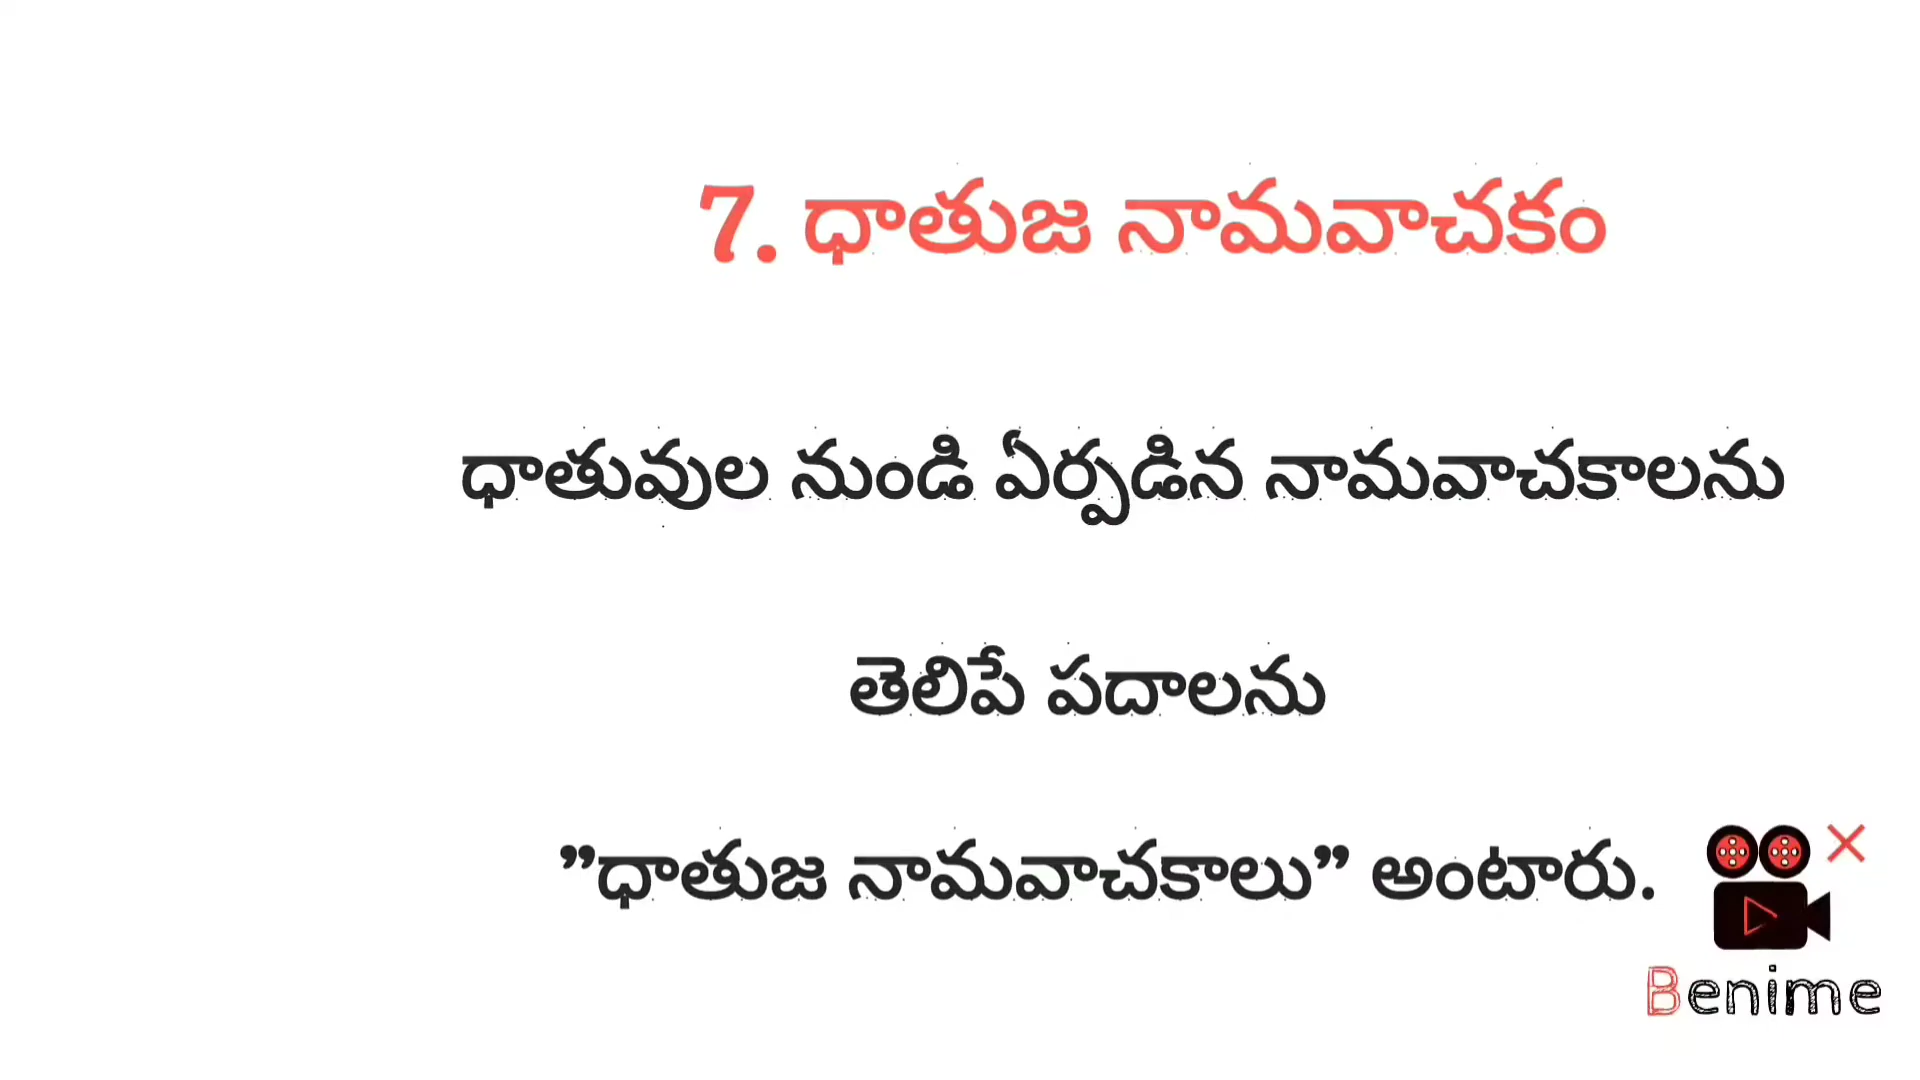 7. ధాతుజ నామవాచకం
ధాతువుల నుండి ఏర్పడిన నామవాచకాలను
తెలిపే పదాలను
”ధాతుజ నామవాచకాలు” అంటారు.
Benime